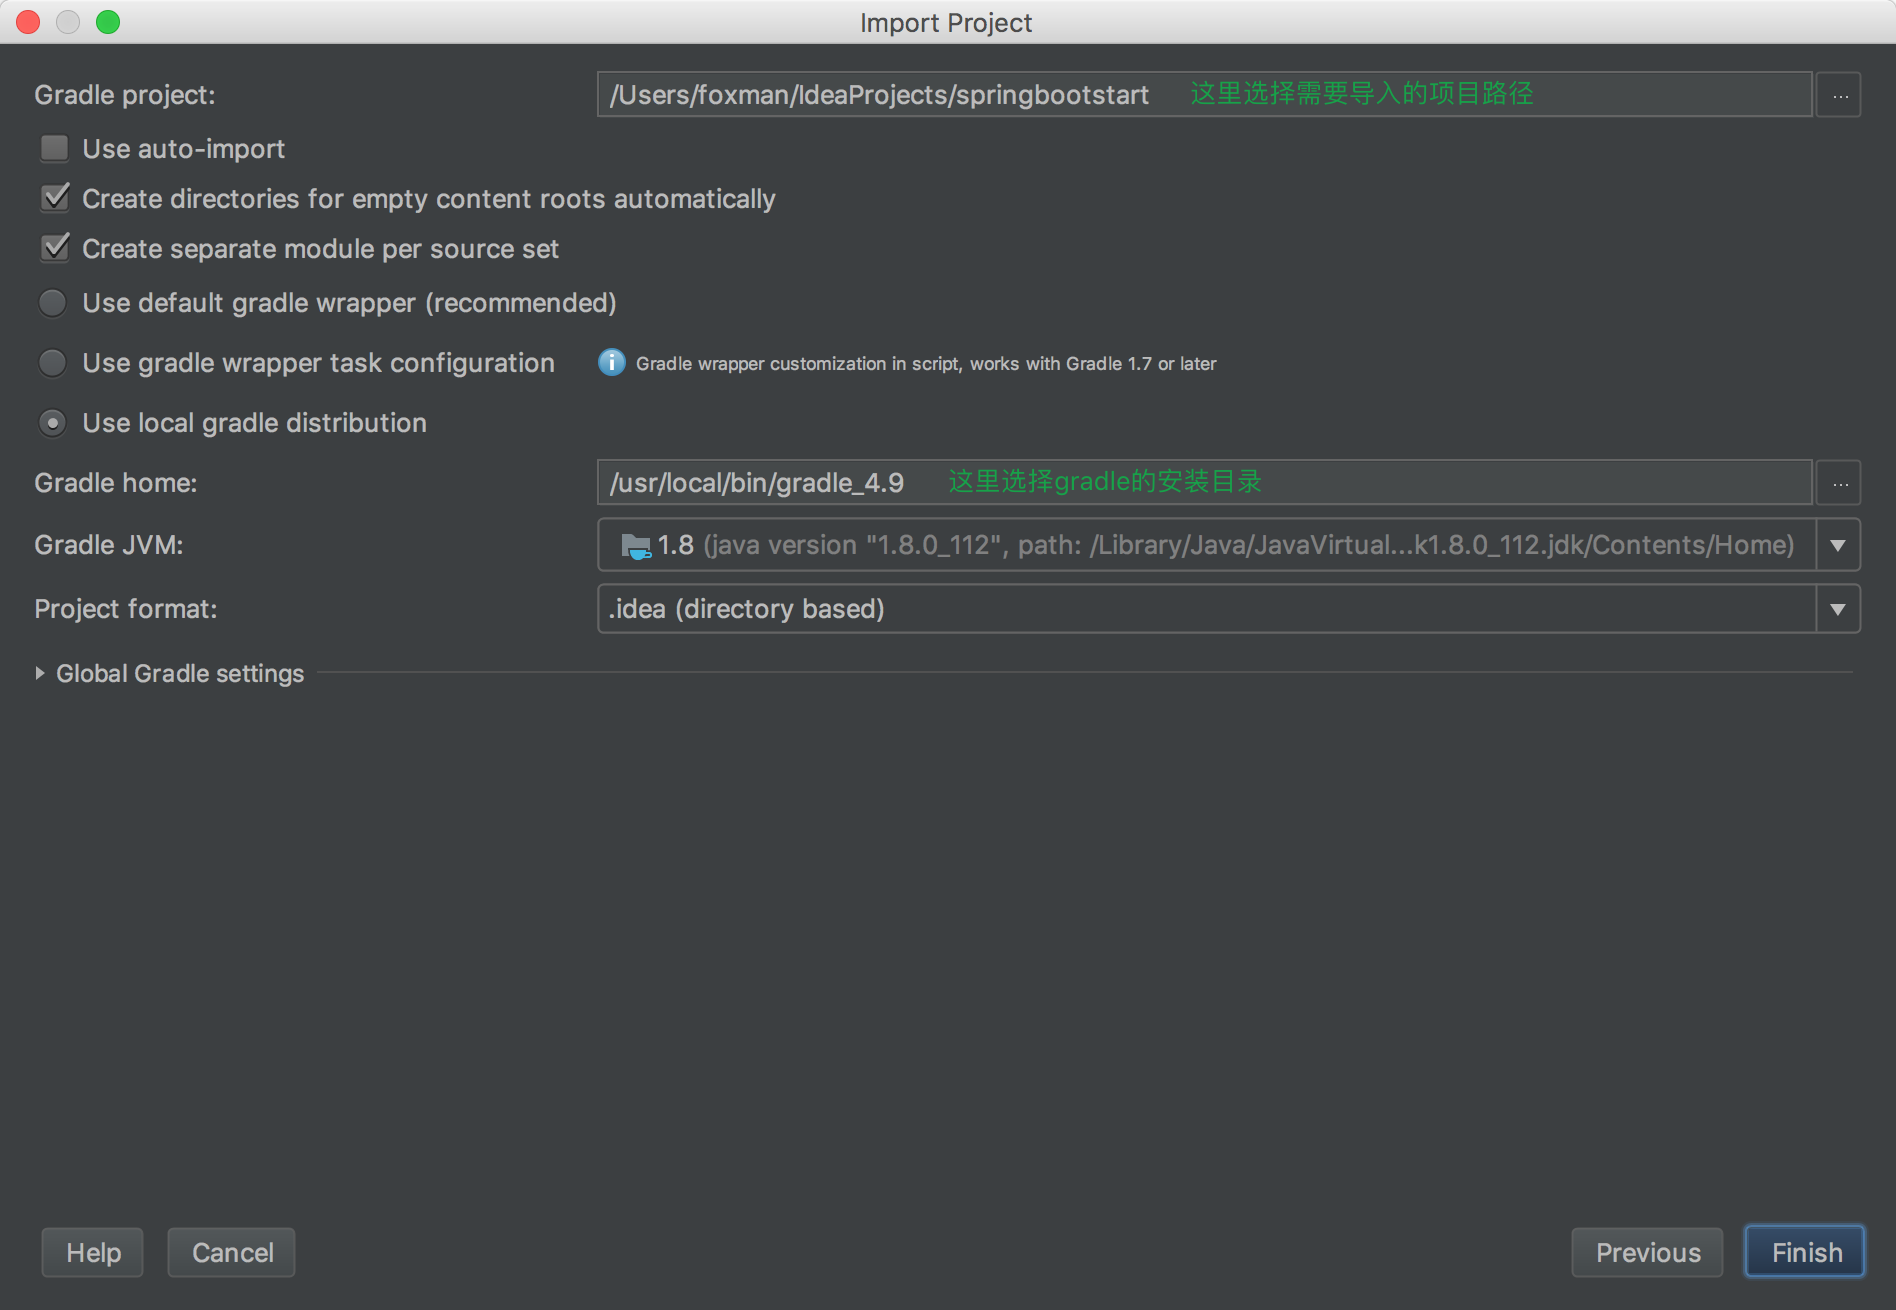 Import Project
Gradle project: /Users/foxman/IdeaProjects/springbootstart 这里选择需要导入的项目路径 ...
Use auto-import
Create directories for empty content roots automatically
Create separate module per source set
Use default gradle wrapper (recommended)
Use gradle wrapper task configuration Gradle wrapper customization in script, works with Gradle 1.7 or later
Use local gradle distribution
Gradle home: /usr/local/bin/gradle_4.9 这里选择gradle的安装目录 ...
Gradle JVM: 1.8 (java version "1.8.0_112", path: /Library/Java/JavaVirtual...k1.8.0_112.jdk/Contents/Home)
Project format: .idea (directory based)
Global Gradle settings
Help Cancel Previous Finish